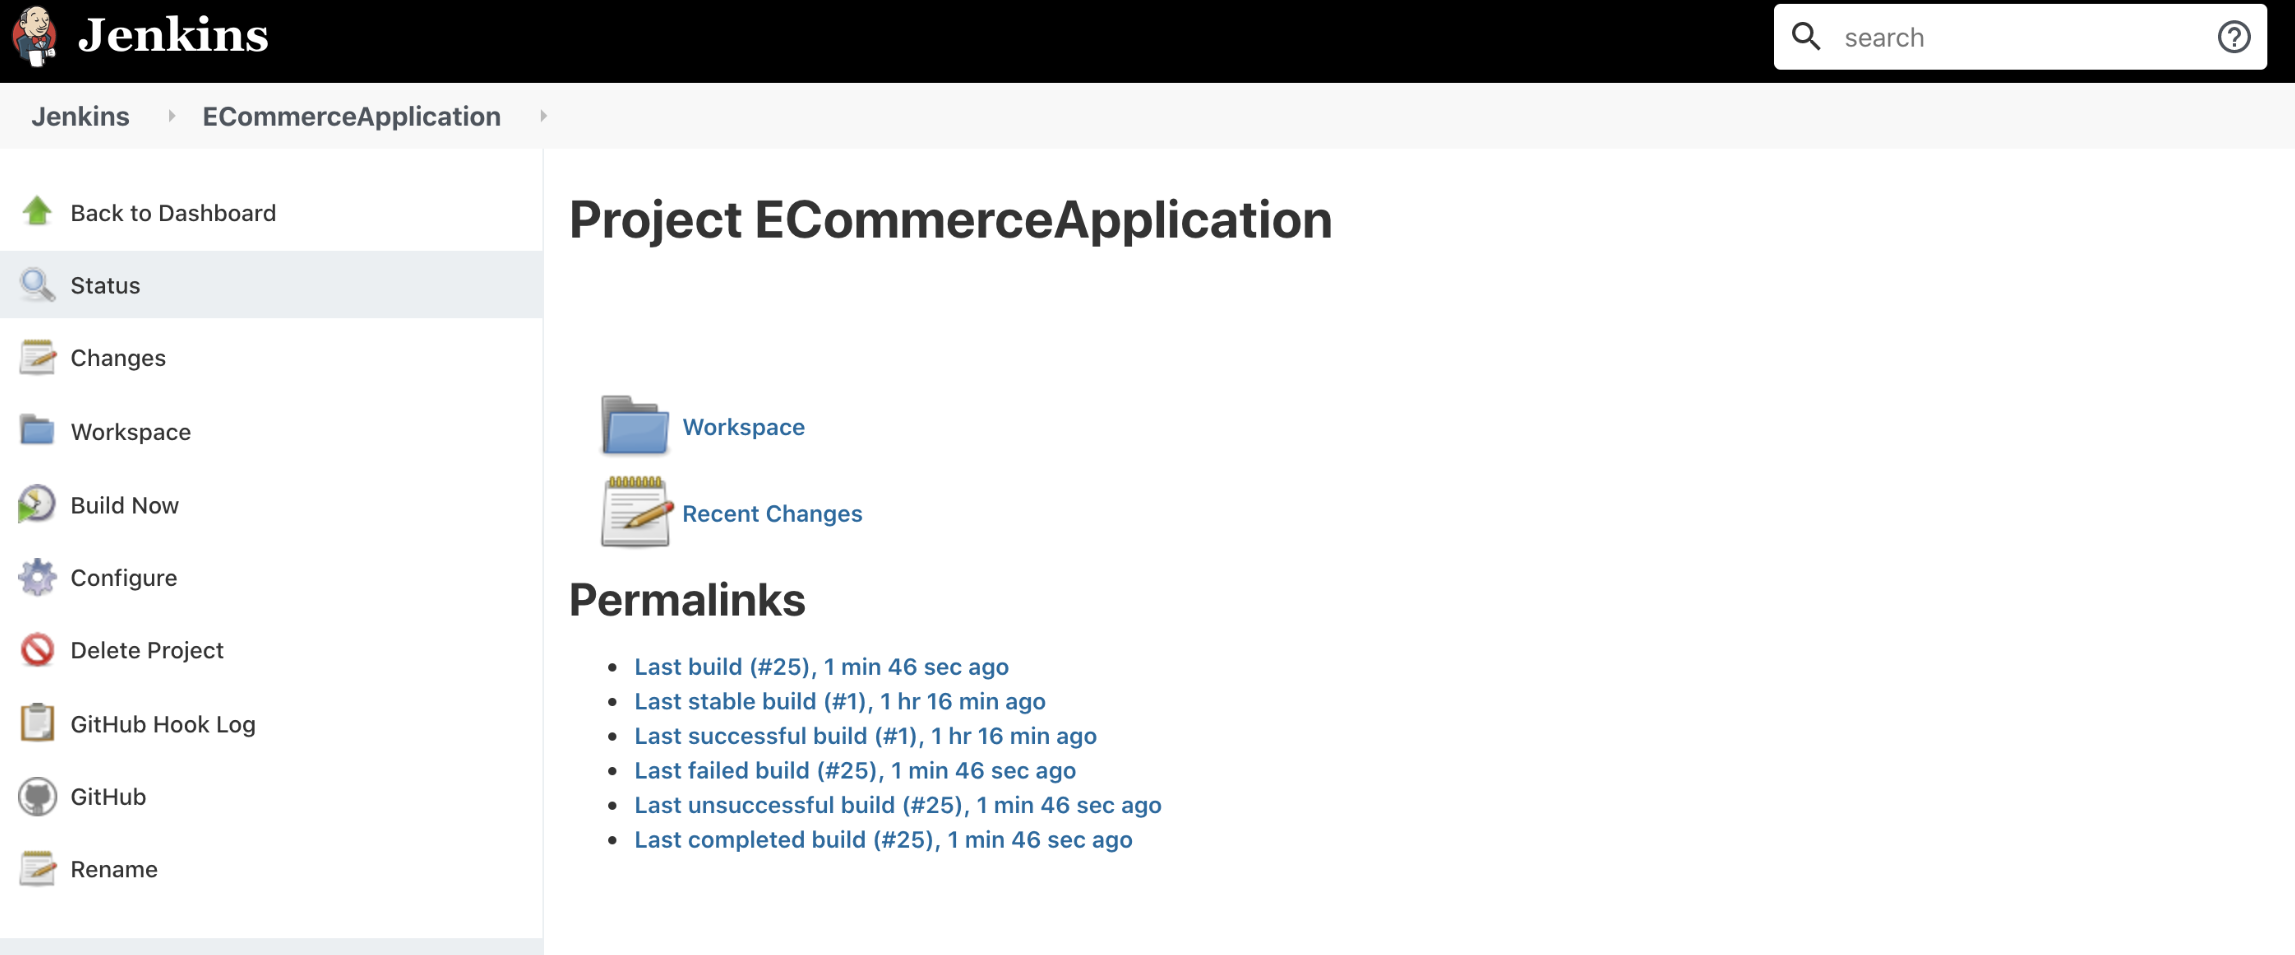 Jenkins
search
Jenkins ECommerceApplication
Back to Dashboard
Status
Changes
Workspace
Build Now
Configure
Delete Project
GitHub Hook Log
GitHub
Rename
Project ECommerceApplication
Workspace
Recent Changes
Permalinks
Last build (#25), 1 min 46 sec ago
Last stable build (#1), 1 hr 16 min ago
Last successful build (#1), 1 hr 16 min ago
Last failed build (#25), 1 min 46 sec ago
Last unsuccessful build (#25), 1 min 46 sec ago
Last completed build (#25), 1 min 46 sec ago